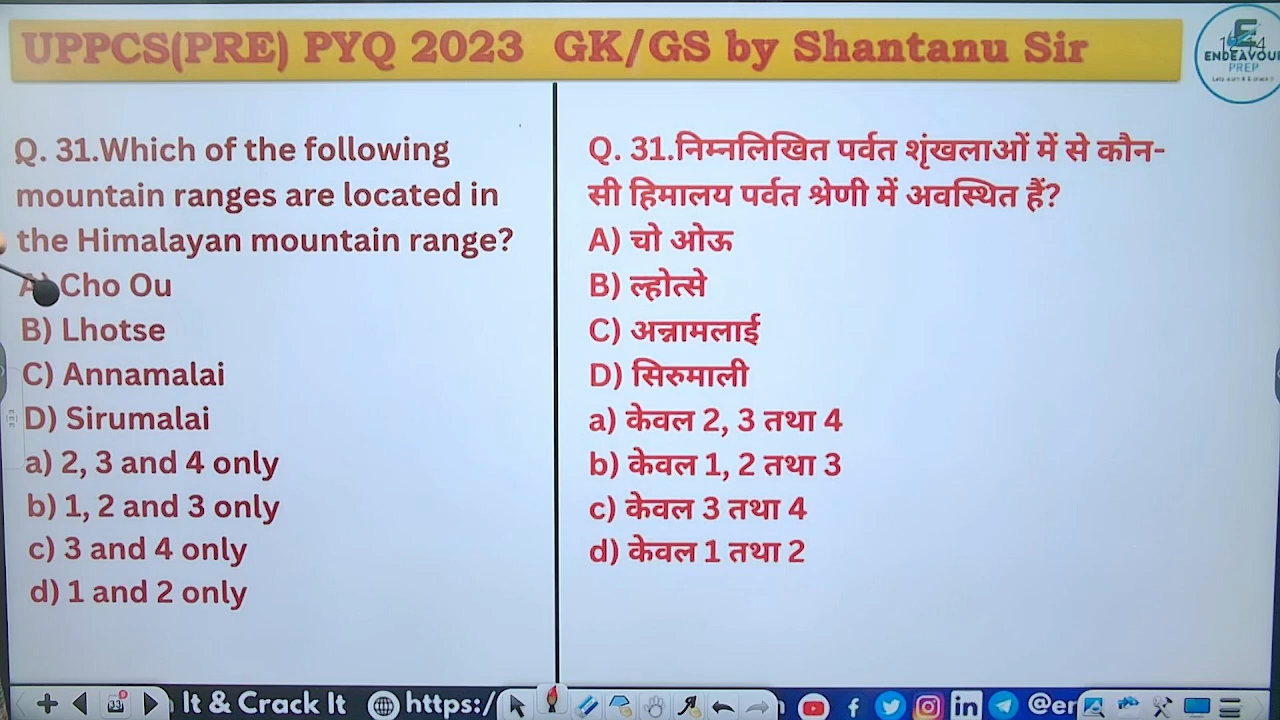 UPPCS(PRE) PYQ 2023 GK/GS by Shantanu Sir
ENDEAVOUR
PREP
Q. 31.Which of the following
mountain ranges are located in
the Himalayan mountain range?
A) Cho Ou
B) Lhotse
C) Annamalai
D) Sirumalai
a) 2, 3 and 4 only
b) 1, 2 and 3 only
c) 3 and 4 only
d) 1 and 2 only
Q. 31.निम्नलिखित पर्वत शृंखलाओं में से कौन-
सी हिमालय पर्वत श्रेणी में अवस्थित हैं?
A) चो ओऊ
B) ल्होत्से
C) अन्नामलाई
D) सिरुमाली
a) केवल 2, 3 तथा 4
b) केवल 1, 2 तथा 3
c) केवल 3 तथा 4
d) केवल 1 तथा 2
It & Crack It https:/ @er